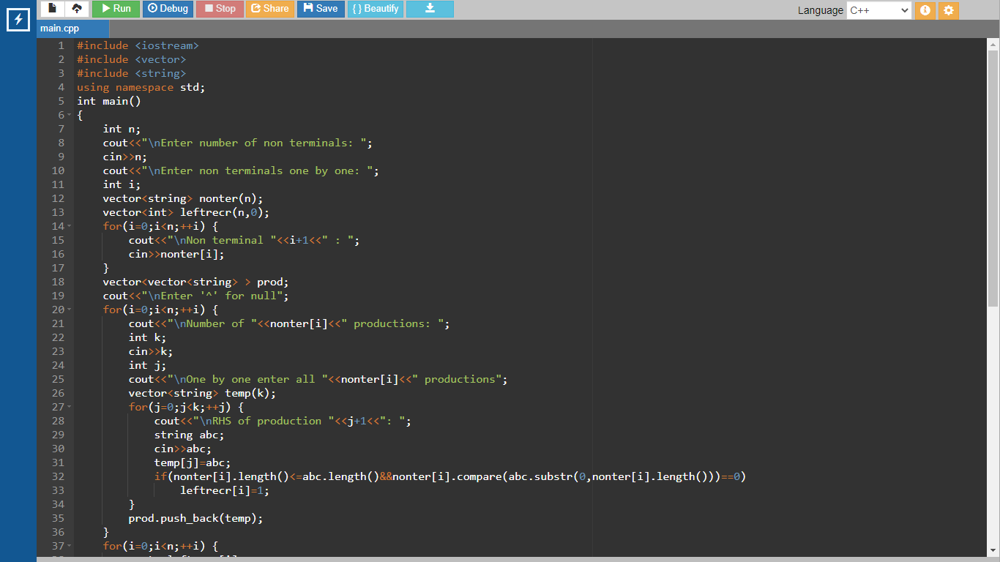 Run Debug Stop Share Save { } Beautify Language C++
main.cpp
1 #include <iostream>
2 #include <vector>
3 #include <string>
4 using namespace std;
5 int main()
6 {
7     int n;
8     cout<<"\nEnter number of non terminals: ";
9     cin>>n;
10     cout<<"\nEnter non terminals one by one: ";
11     int i;
12     vector<string> nonter(n);
13     vector<int> leftrecr(n,0);
14     for(i=0;i<n;++i) {
15         cout<<"\nNon terminal "<<i+1<<" : ";
16         cin>>nonter[i];
17     }
18     vector<vector<string> > prod;
19     cout<<"\nEnter '^' for null";
20     for(i=0;i<n;++i) {
21         cout<<"\nNumber of "<<nonter[i]<<" productions: ";
22         int k;
23         cin>>k;
24         int j;
25         cout<<"\nOne by one enter all "<<nonter[i]<<" productions";
26         vector<string> temp(k);
27         for(j=0;j<k;++j) {
28             cout<<"\nRHS of production "<<j+1<<": ";
29             string abc;
30             cin>>abc;
31             temp[j]=abc;
32             if(nonter[i].length()<=abc.length()&&nonter[i].compare(abc.substr(0,nonter[i].length()))==0)
33                 leftrecr[i]=1;
34         }
35         prod.push_back(temp);
36     }
37     for(i=0;i<n;++i) {